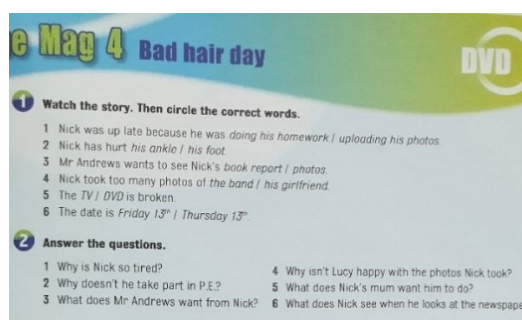 e Mag 4 Bad hair day
DVD
1 Watch the story. Then circle the correct words.
1 Nick was up late because he was doing his homework / uploading his photos.
2 Nick has hurt his ankle / his foot.
3 Mr Andrews wants to see Nick's book report / photos.
4 Nick took too many photos of the band / his girlfriend.
5 The TV / DVD is broken.
6 The date is Friday 13th / Thursday 13th.
2 Answer the questions.
1 Why is Nick so tired?
2 Why doesn't he take part in P.E.?
3 What does Mr Andrews want from Nick?
4 Why isn't Lucy happy with the photos Nick took?
5 What does Nick's mum want him to do?
6 What does Nick see when he looks at the newspape